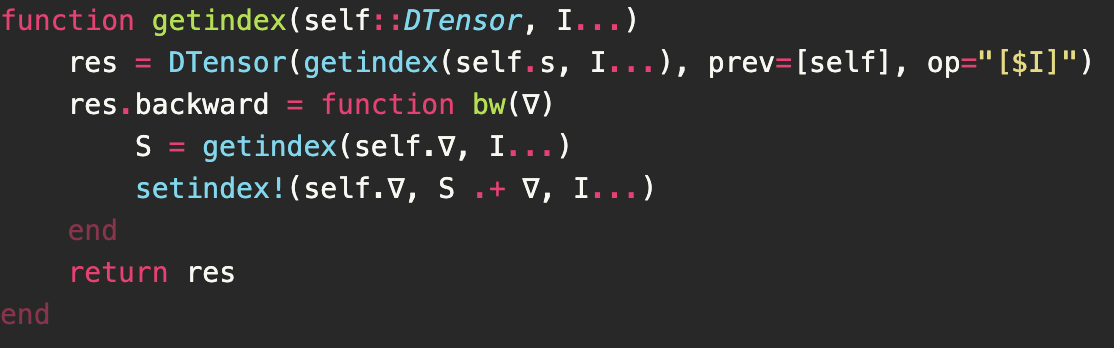 function getindex(self::DTensor, I...)
    res = DTensor(getindex(self.s, I...), prev=[self], op="[$I]")
    res.backward = function bw(∇)
        S = getindex(self.∇, I...)
        setindex!(self.∇, S .+ ∇, I...)
    end
    return res
end